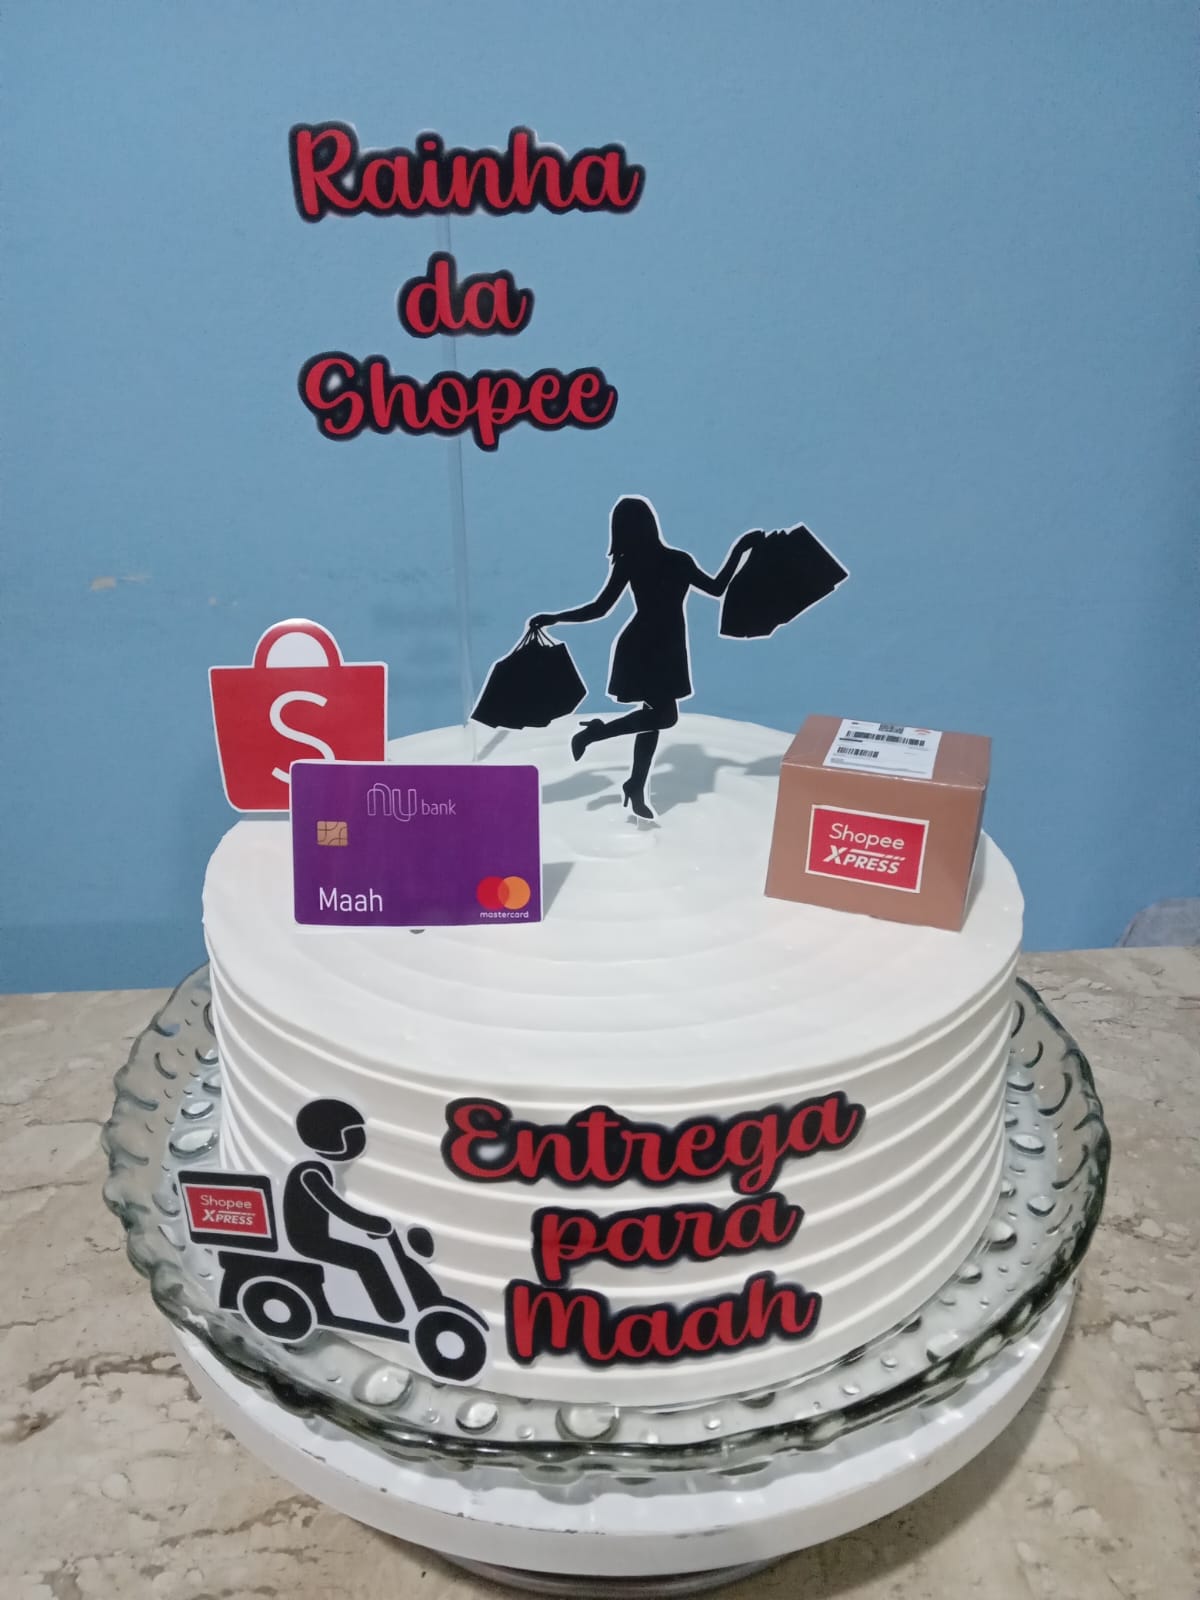 Rainha
da
Shopee
S
nu bank
Maah
mastercard
Shopee
XPRESS
Shopee
XPRESS
Entrega
para
Maah